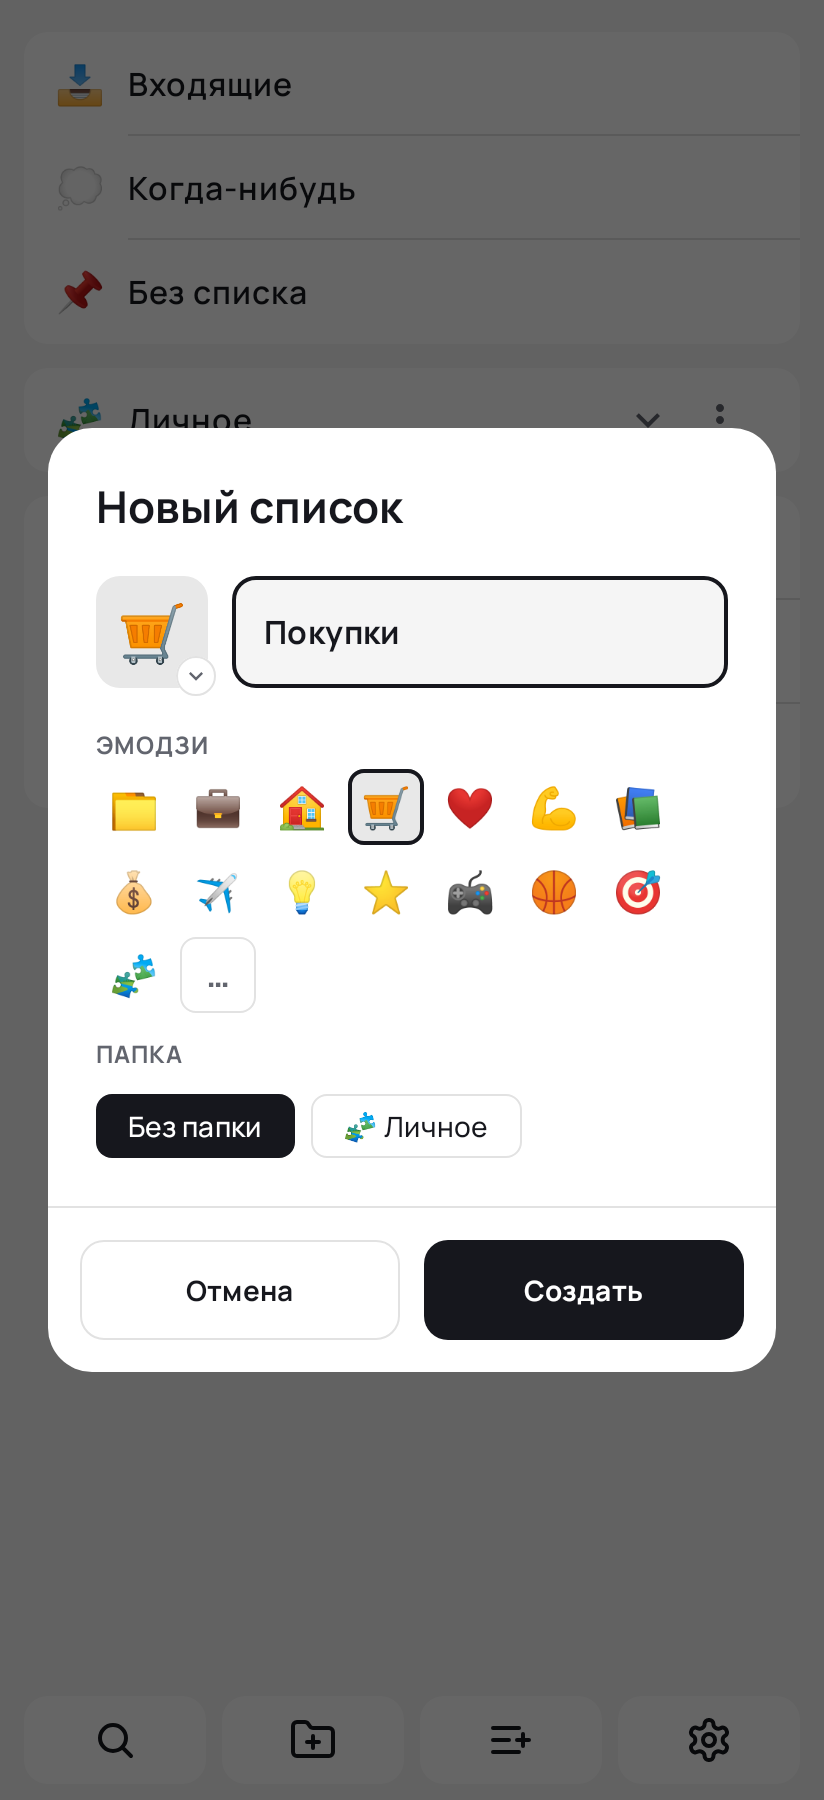 Входящие
Когда-нибудь
Без списка
Личное
Новый список
Покупки
ЭМОДЗИ
...
ПАПКА
Без папки
Личное
Отмена
Создать